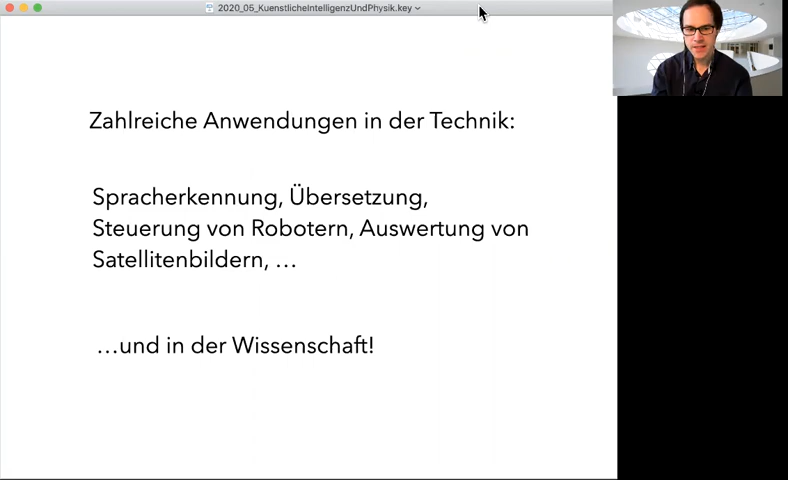 2020_05_KuenstlicheIntelligenzUndPhysik.key
Zahlreiche Anwendungen in der Technik:
Spracherkennung, Übersetzung,
Steuerung von Robotern, Auswertung von
Satellitenbildern, …
…und in der Wissenschaft!